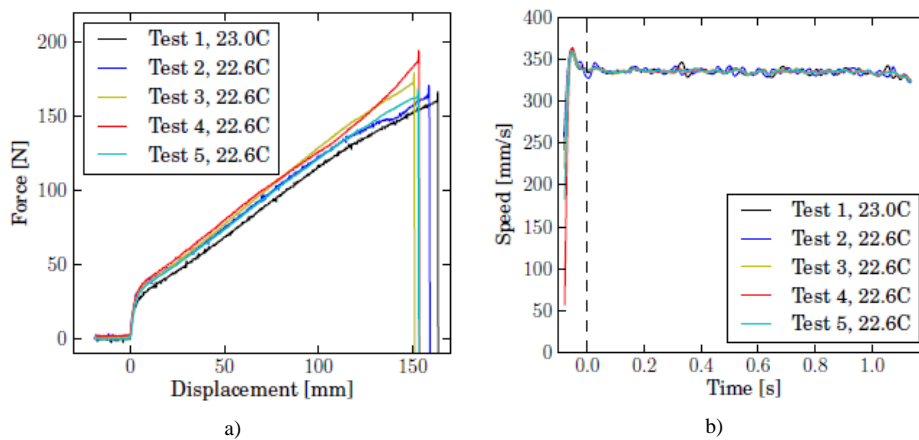 200
150
100
50
0
Force [N]
Test 1, 23.0C
Test 2, 22.6C
Test 3, 22.6C
Test 4, 22.6C
Test 5, 22.6C
0 50 100 150
Displacement [mm]
a)
400
350
300
250
200
150
100
50
0
Speed [mm/s]
Test 1, 23.0C
Test 2, 22.6C
Test 3, 22.6C
Test 4, 22.6C
Test 5, 22.6C
0.0 0.2 0.4 0.6 0.8 1.0
Time [s]
b)